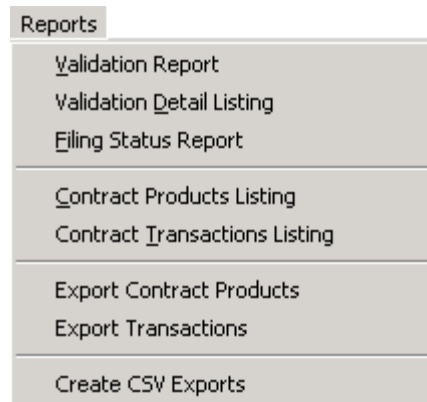 Reports
Validation Report
Validation Detail Listing
Filing Status Report
Contract Products Listing
Contract Transactions Listing
Export Contract Products
Export Transactions
Create CSV Exports